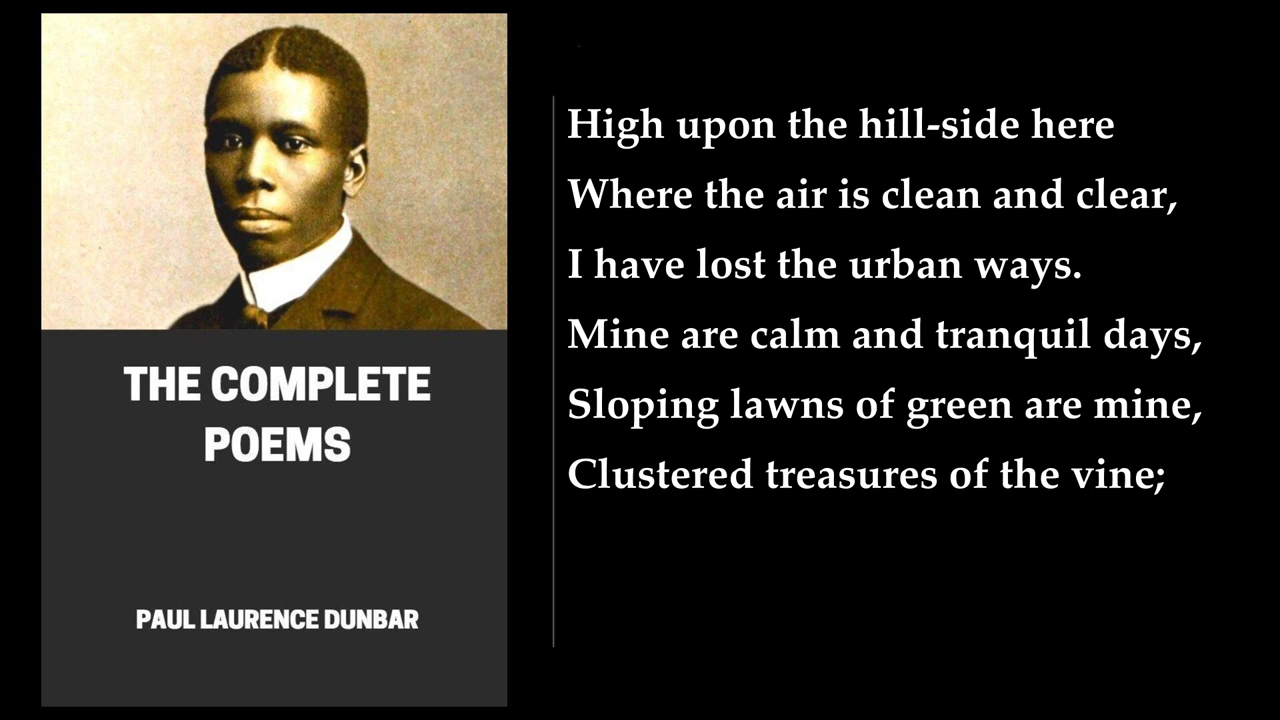 THE COMPLETE
POEMS
PAUL LAURENCE DUNBAR
High upon the hill-side here
Where the air is clean and clear,
I have lost the urban ways.
Mine are calm and tranquil days,
Sloping lawns of green are mine,
Clustered treasures of the vine;